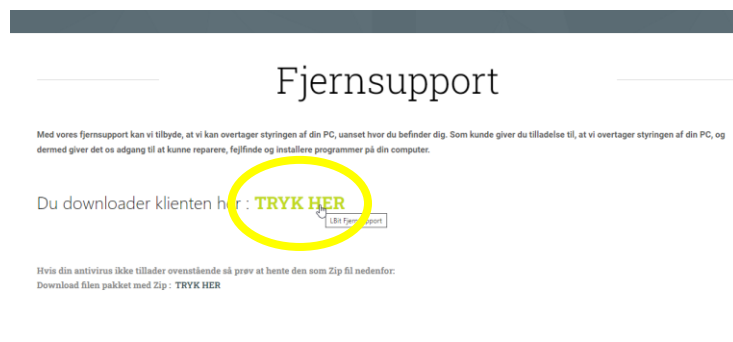 Fjernsupport
Med vores fjernsupport kan vi tilbyde, at vi kan overtager styringen af din PC, uanset hvor du befinder dig. Som kunde giver du tilladelse til, at vi overtager styringen af din PC, og
dermed giver det os adgang til at kunne reparere, fejlfinde og installere programmer på din computer.
Du downloader klienten her : TRYK HER
LBit Fjernsupport
Hvis din antivirus ikke tillader ovenstående så prøv at hente den som Zip fil nedenfor:
Download filen pakket med Zip : TRYK HER